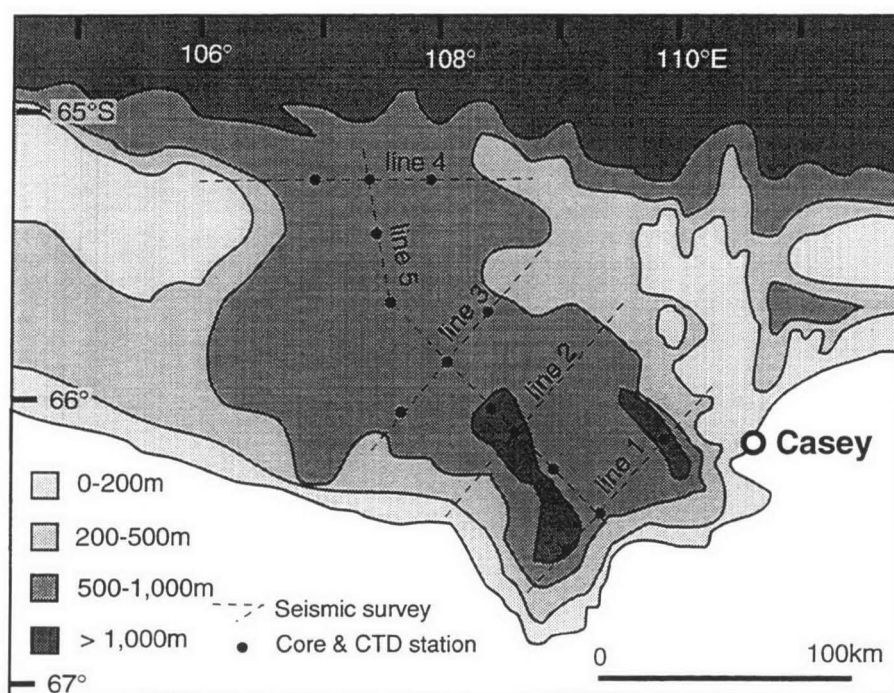 106°
108°
110°E
65°S
line 4
line 5
line 3
line 2
66°
line 1
Casey
0-200m
200-500m
500-1,000m
> 1,000m
Seismic survey
Core & CTD station
0
100km
67°